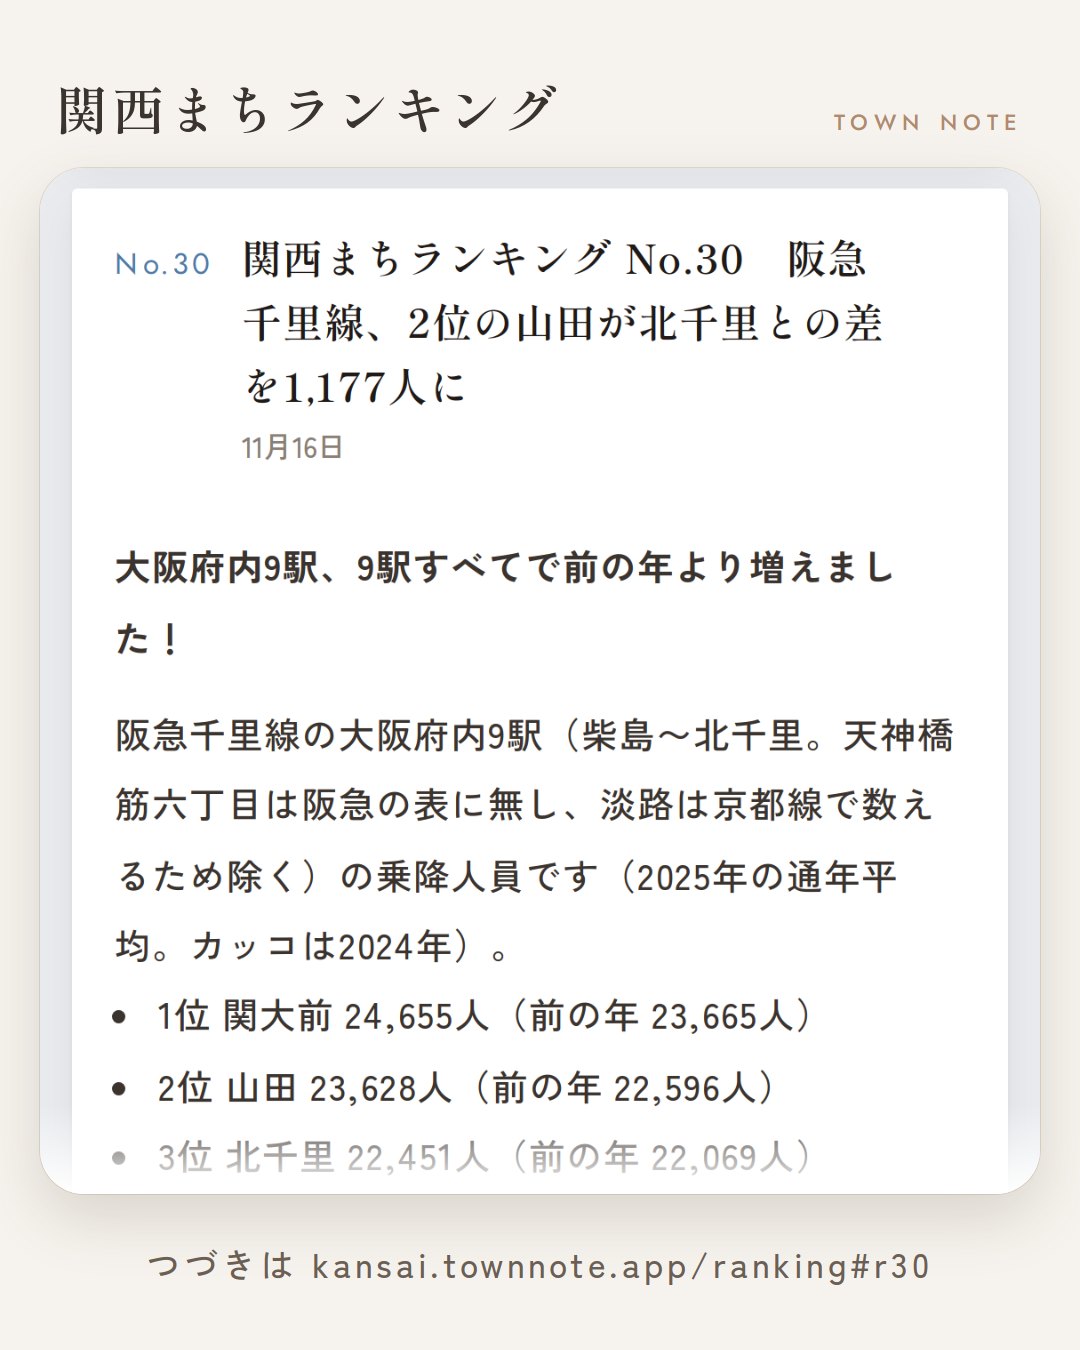 関西まちランキング
TOWN NOTE
No.30
関西まちランキング No.30　阪急
千里線、2位の山田が北千里との差
を1,177人に
11月16日
大阪府内9駅、9駅すべてで前の年より増えまし
た！
阪急千里線の大阪府内9駅（柴島〜北千里。天神橋
筋六丁目は阪急の表に無し、淡路は京都線で数え
るため除く）の乗降人員です（2025年の通年平
均。カッコは2024年）。
• 1位 関大前 24,655人（前の年 23,665人）
• 2位 山田 23,628人（前の年 22,596人）
• 3位 北千里 22,451人（前の年 22,069人）
つづきは kansai.townnote.app/ranking#r30